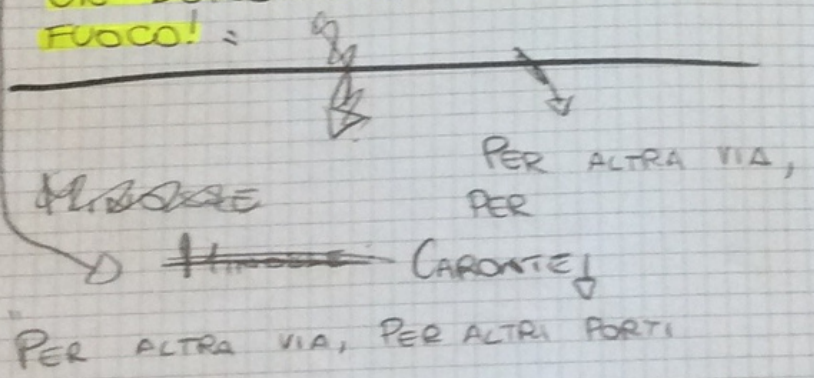 FUOCO! =
PER ALTRA VIA,
PER
CARONTE
PER ALTRA VIA, PER ALTRI PORTI